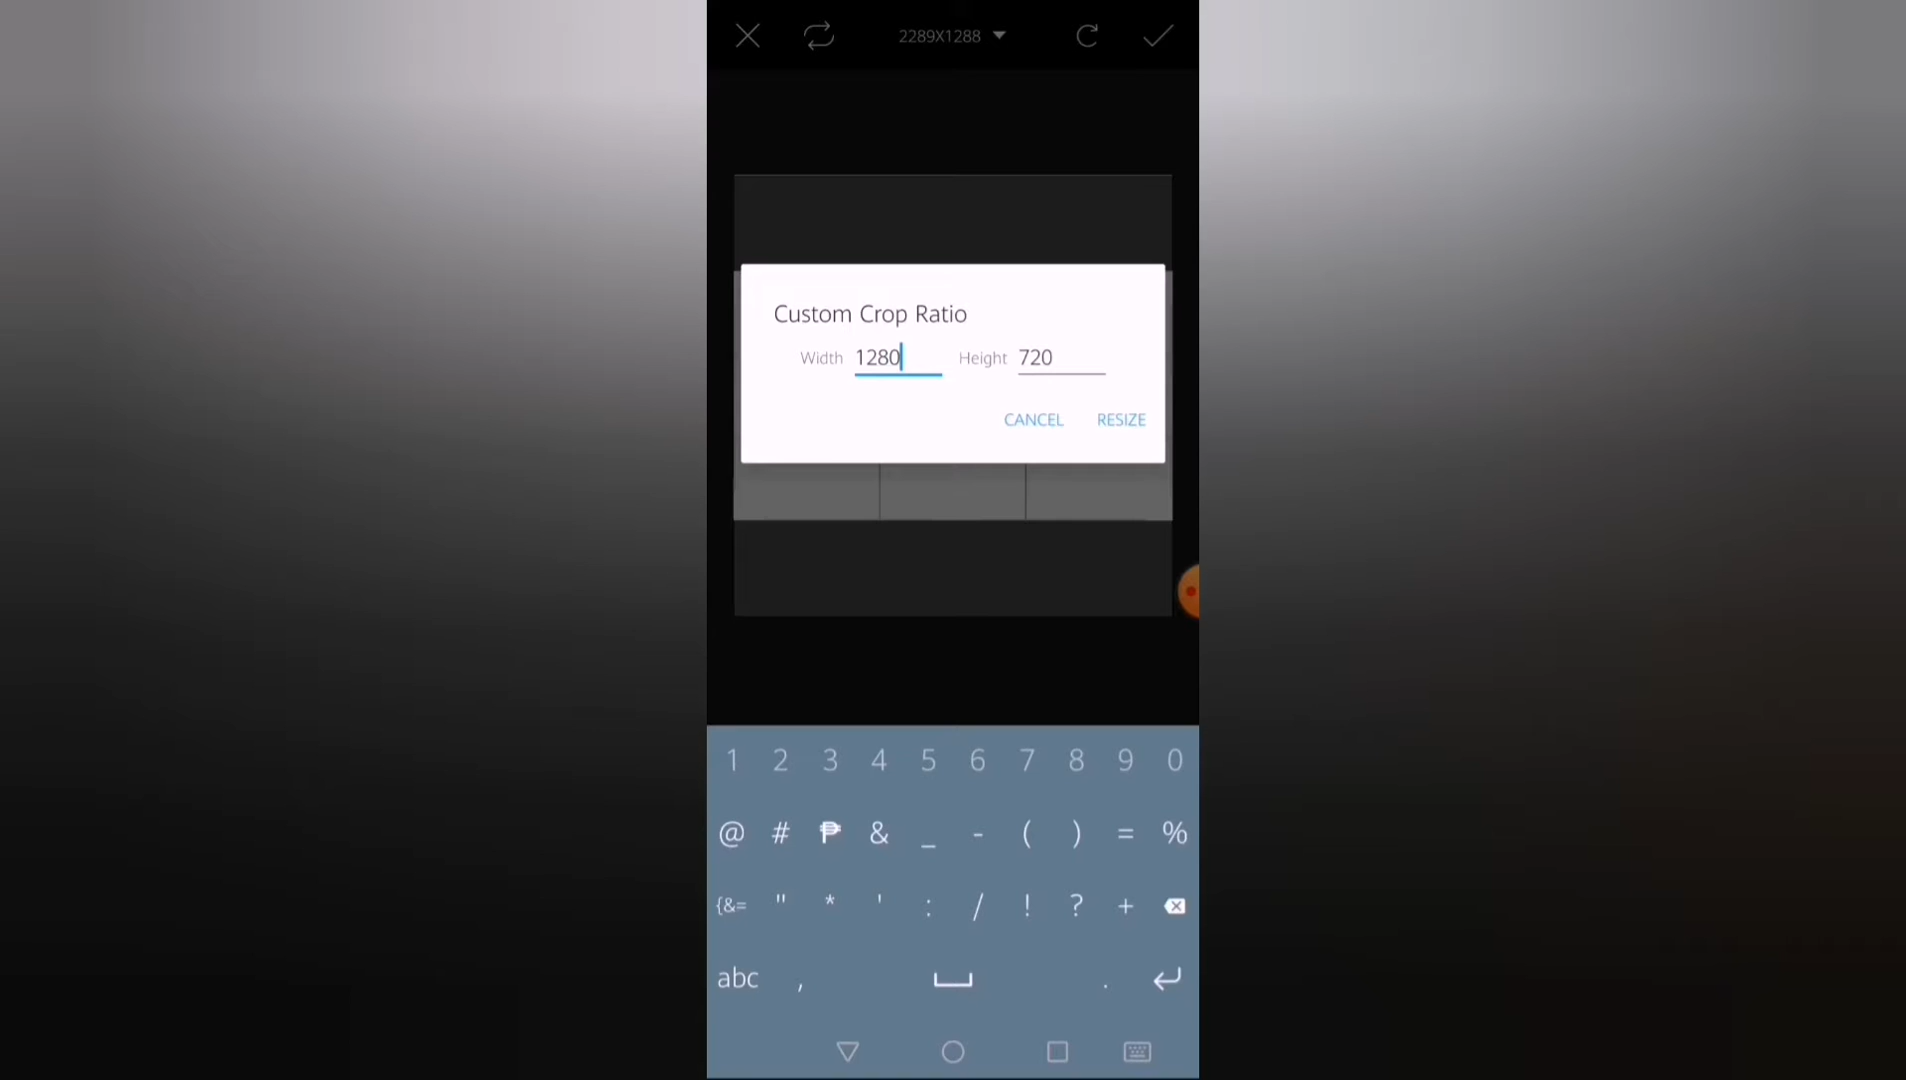 2289X1288
Custom Crop Ratio
Width 1280 Height 720
CANCEL RESIZE
1 2 3 4 5 6 7 8 9 0
@ # ₱ & _ - ( ) = %
{&= " * ' : / ! ? +
abc , .